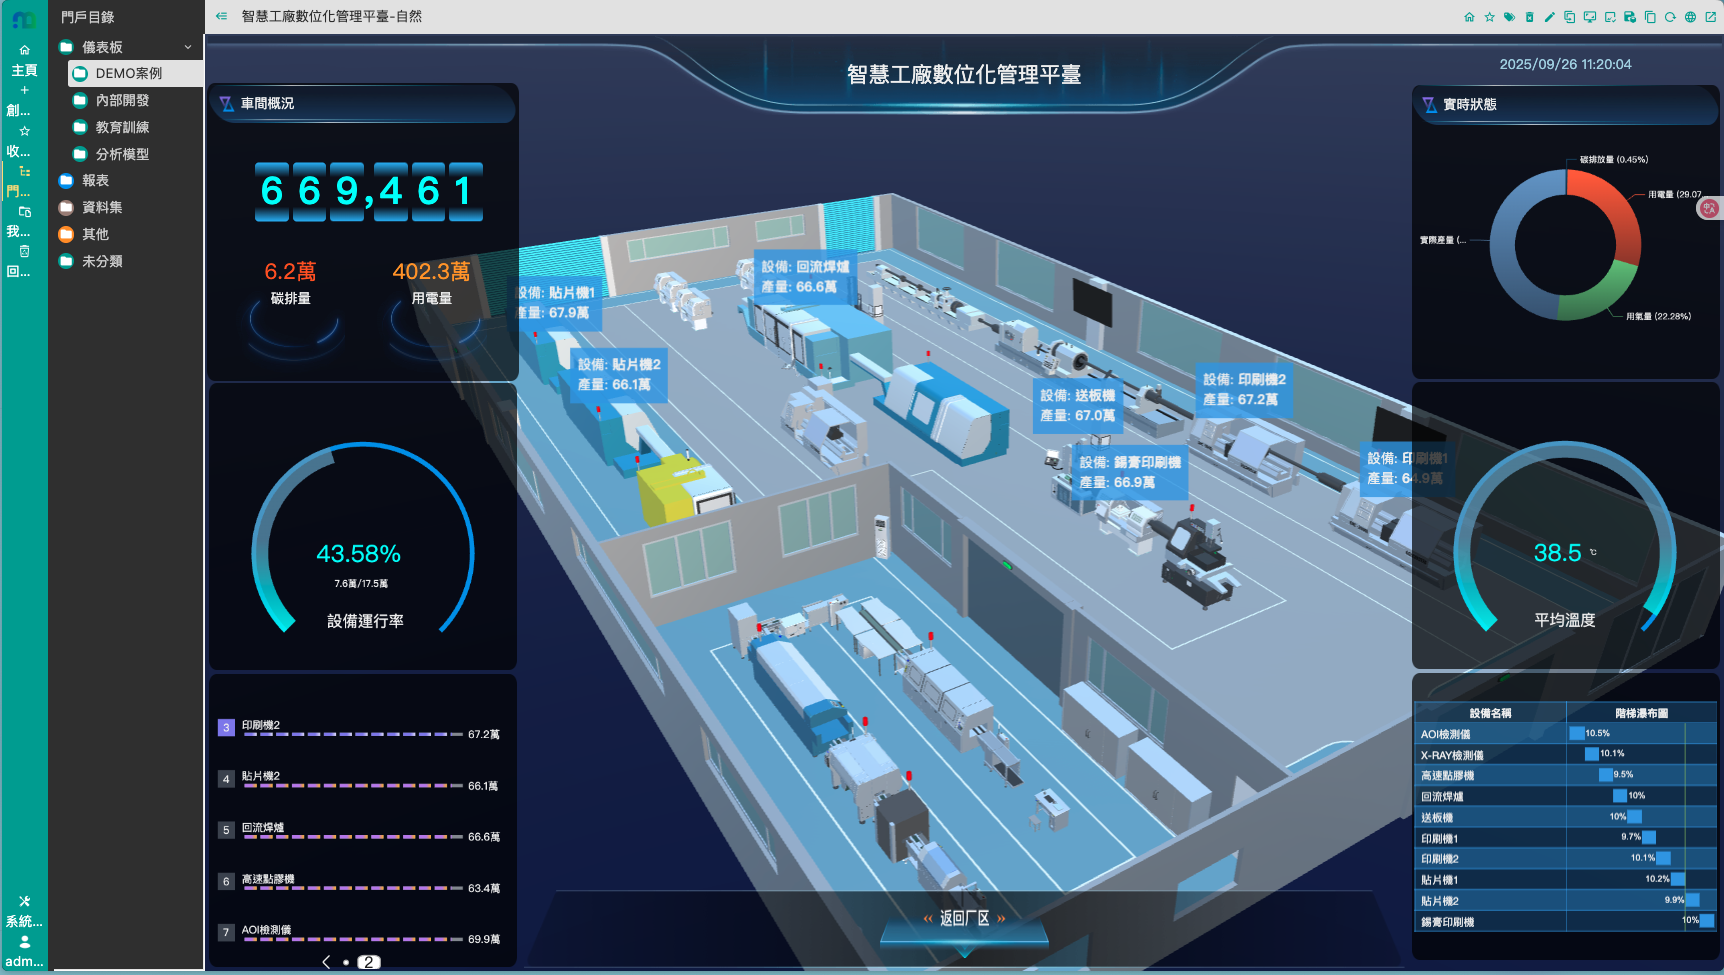 門戶目錄
主頁
創...
收...
門...
我...
回...
系統...
adm...
儀表板
DEMO案例
內部開發
教育訓練
分析模型
報表
資料集
其他
未分類
智慧工廠數位化管理平臺-自然
智慧工廠數位化管理平臺
2025/09/26 11:20:04
車間概況
669,461
6.2萬
碳排量
402.3萬
用電量
43.58%
7.6萬/17.5萬
設備運行率
3 印刷機2 67.2萬
4 貼片機2 66.1萬
5 回流焊爐 66.6萬
6 高速點膠機 63.4萬
7 AOI檢測儀 69.9萬
2
設備: 貼片機1
產量: 67.9萬
設備: 回流焊爐
產量: 66.6萬
設備: 貼片機2
產量: 66.1萬
設備: 送板機
產量: 67.0萬
設備: 印刷機2
產量: 67.2萬
設備: 錫膏印刷機
產量: 66.9萬
設備: 印刷機1
產量: 64.9萬
返回厂区
實時狀態
碳排放量 (0.45%)
用電量 (29.07
實際產量 (...
用氣量 (22.28%)
38.5 ℃
平均溫度
設備名稱 階梯瀑布圖
AOI檢測儀 10.5%
X-RAY檢測儀 10.1%
高速點膠機 9.5%
回流焊爐 10%
送板機 10%
印刷機1 9.7%
印刷機2 10.1%
貼片機1 10.2%
貼片機2 9.9%
錫膏印刷機 10%